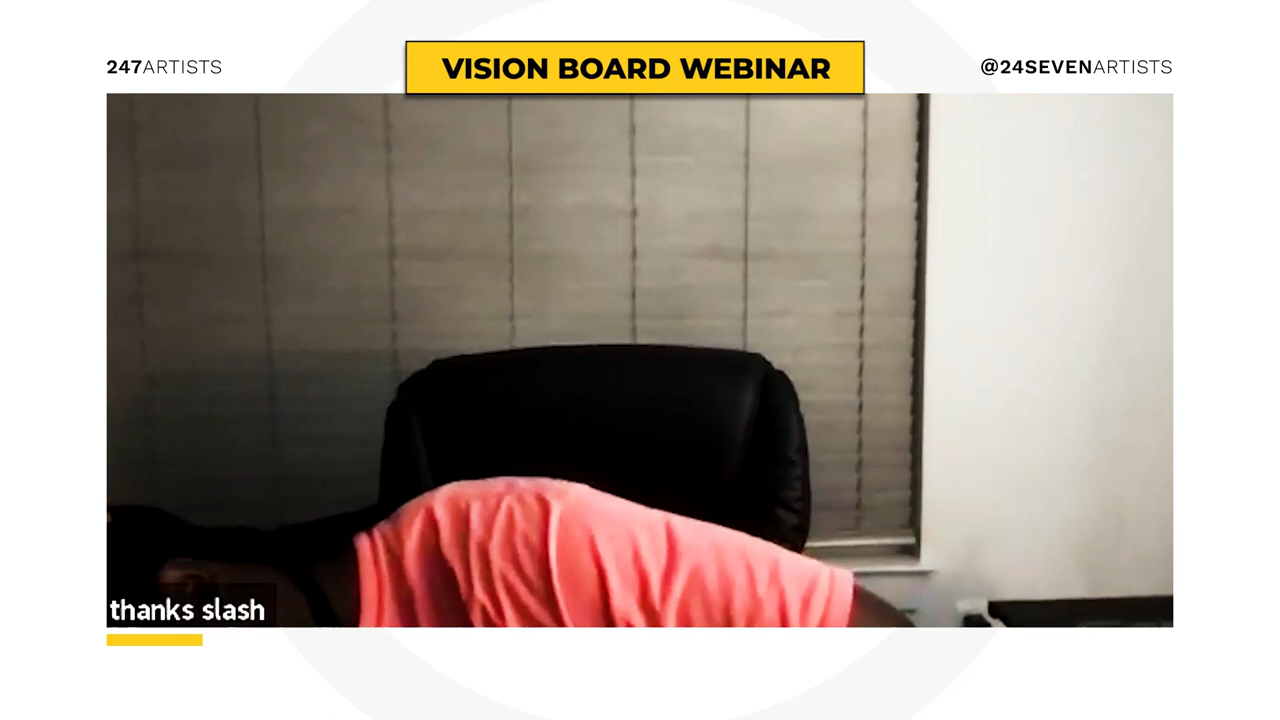 247ARTISTS
VISION BOARD WEBINAR
@24SEVENARTISTS
thanks slash